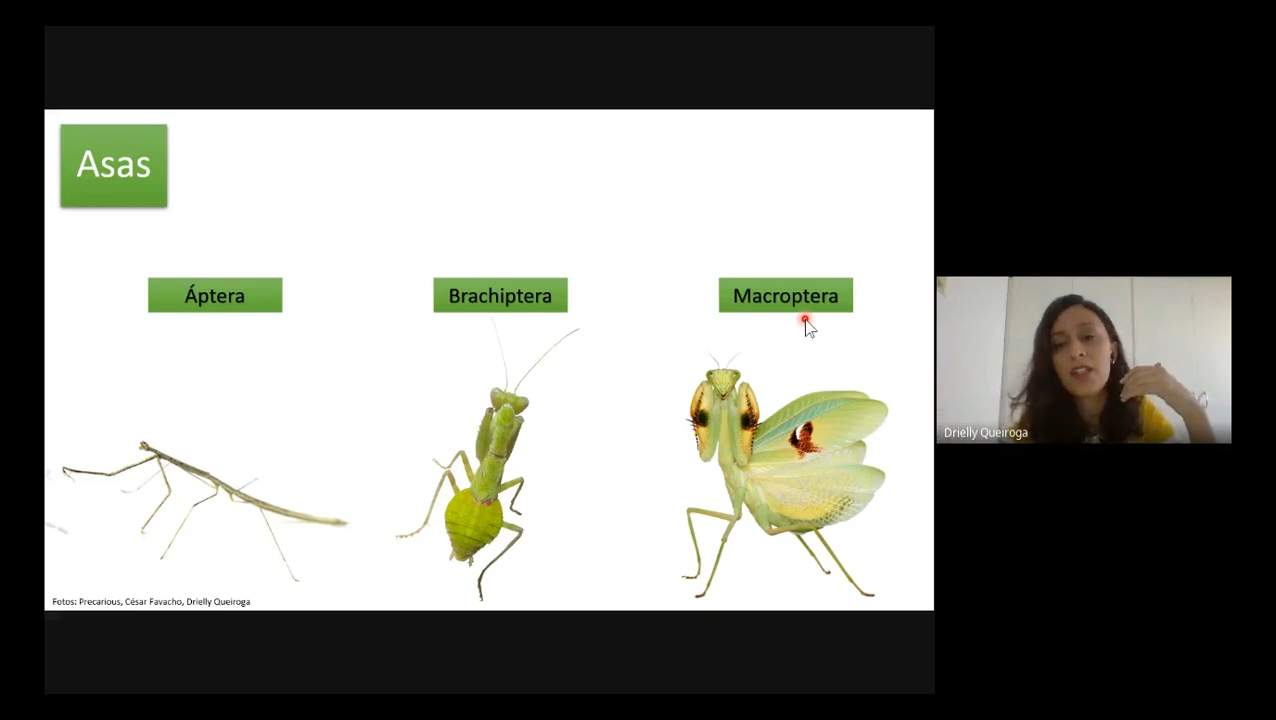 Asas
Áptera
Brachiptera
Macroptera
Drielly Queiroga
Fotos: Precarious, César Favacho, Drielly Queiroga